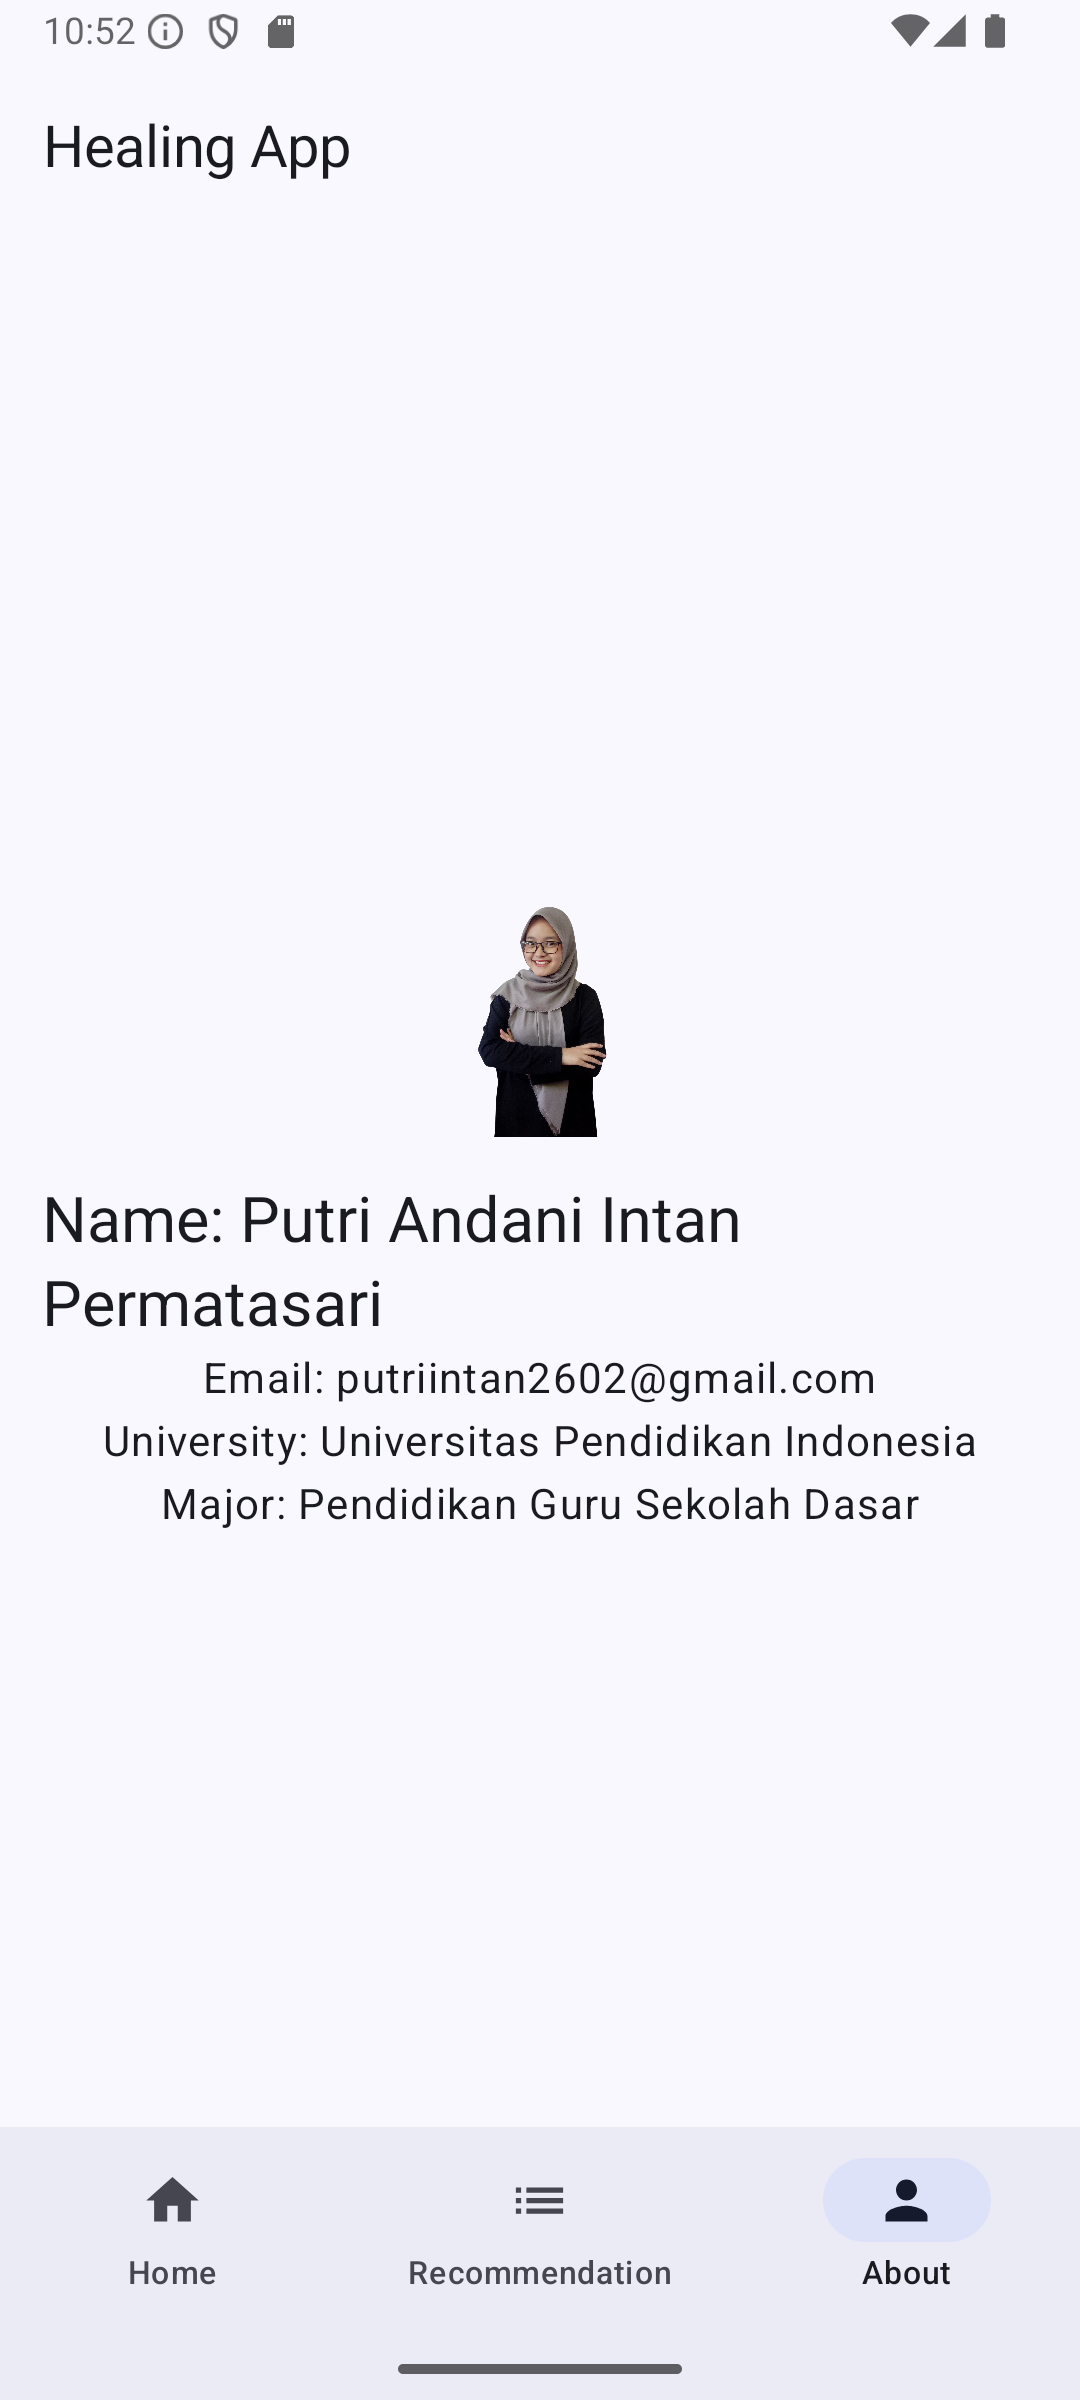 10:52
Healing App
Name: Putri Andani Intan
Permatasari
Email: putriintan2602@gmail.com
University: Universitas Pendidikan Indonesia
Major: Pendidikan Guru Sekolah Dasar
Home
Recommendation
About